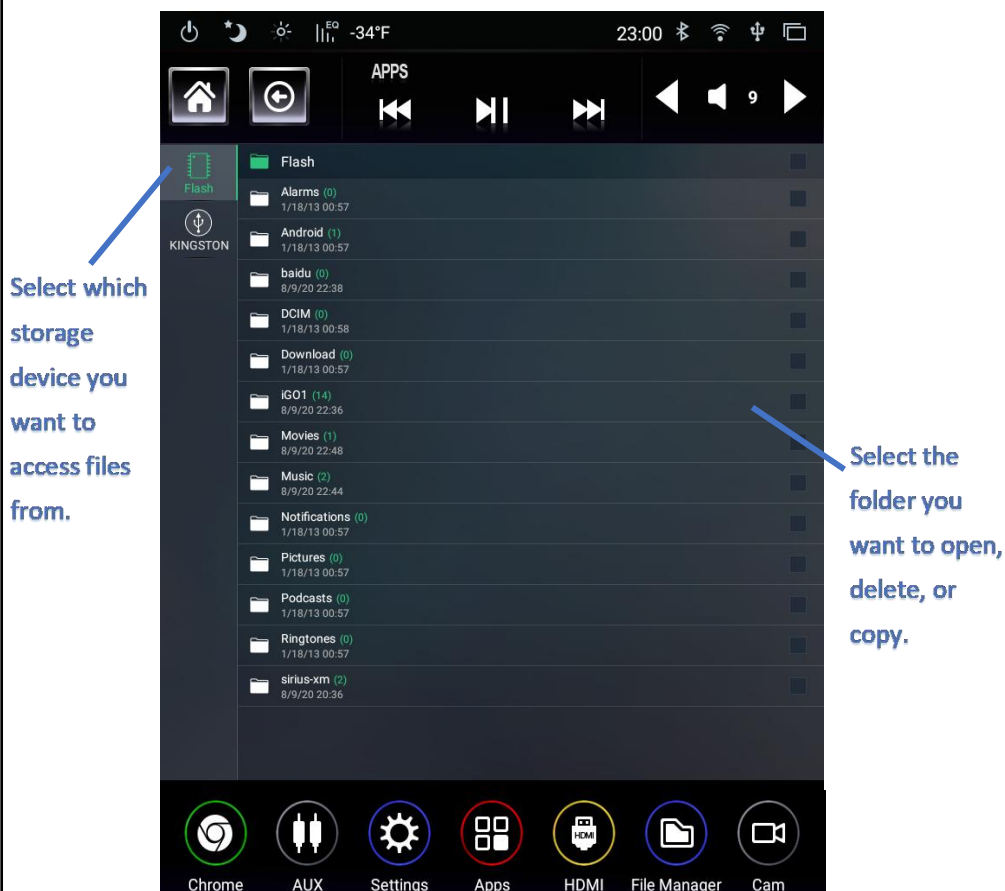 EQ
-34°F
23:00
APPS
9
Flash
KINGSTON
Flash
Alarms (0)
1/18/13 00:57
Android (1)
1/18/13 00:57
baidu (0)
8/9/20 22:38
DCIM (0)
1/18/13 00:58
Download (0)
1/18/13 00:57
iGO1 (14)
8/9/20 22:36
Movies (1)
8/9/20 22:48
Music (2)
8/9/20 22:44
Notifications (0)
1/18/13 00:57
Pictures (0)
1/18/13 00:57
Podcasts (0)
1/18/13 00:57
Ringtones (0)
1/18/13 00:57
sirius-xm (2)
8/9/20 20:36
Select which
storage
device you
want to
access files
from.
Select the
folder you
want to open,
delete, or
copy.
HDMI
Chrome
AUX
Settings
Apps
HDMI
File Manager
Cam